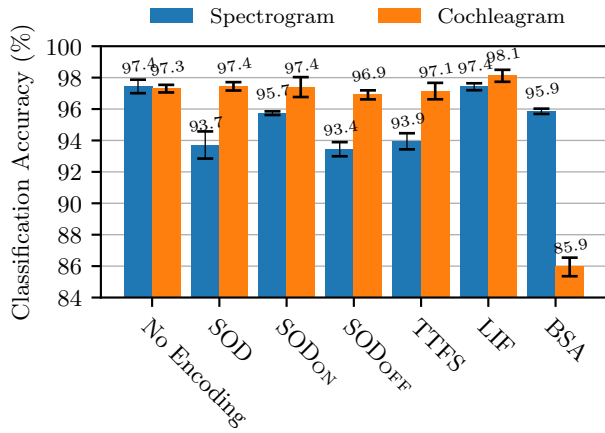 Spectrogram Cochleagram
Classification Accuracy (%)
100
98
96
94
92
90
88
86
84
97.4 97.3 93.7 97.4 95.7 97.4 93.4 96.9 93.9 97.1 97.4 98.1 95.9 85.9
No Encoding SOD SOD_ON SOD_OFF TTFS LIF BSA